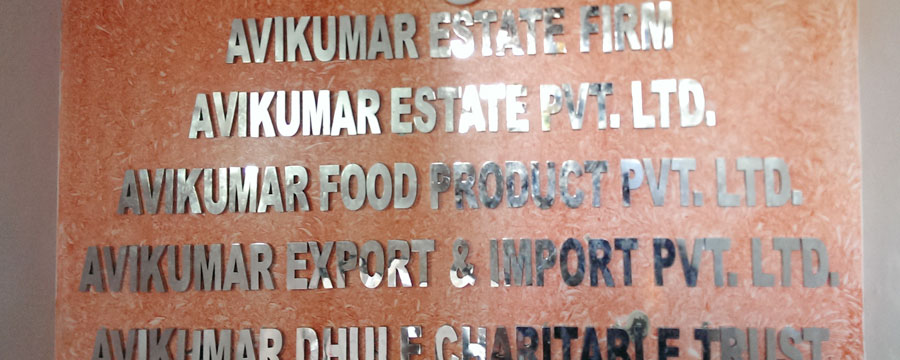 AVIKUMAR ESTATE FIRM
AVIKUMAR ESTATE PVT. LTD.
AVIKUMAR FOOD PRODUCT PVT. LTD.
AVIKUMAR EXPORT & IMPORT PVT. LTD.
AVIKUMAR DHULE CHARITABLE TRUST